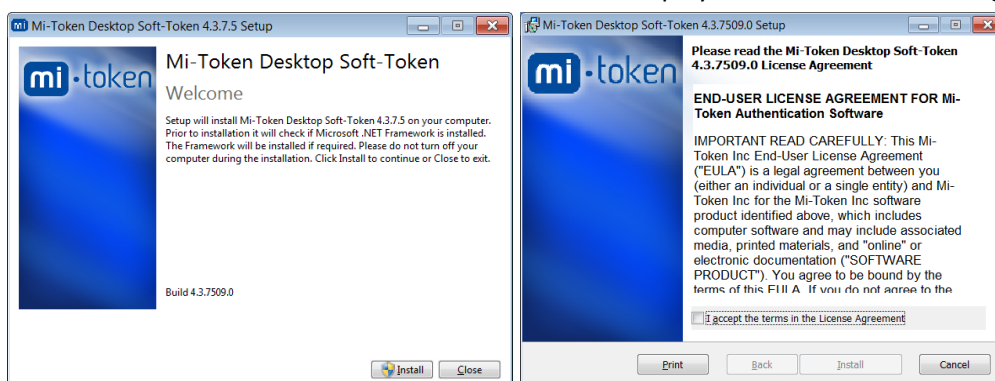 Mi-Token Desktop Soft-Token 4.3.7.5 Setup
mi·token
Mi-Token Desktop Soft-Token
Welcome
Setup will install Mi-Token Desktop Soft-Token 4.3.7.5 on your computer.
Prior to installation it will check if Microsoft .NET Framework is installed.
The Framework will be installed if required. Please do not turn off your
computer during the installation. Click Install to continue or Close to exit.
Build 4.3.7509.0
Install Close
Mi-Token Desktop Soft-Token 4.3.7509.0 Setup
mi·token
Please read the Mi-Token Desktop Soft-Token
4.3.7509.0 License Agreement
END-USER LICENSE AGREEMENT FOR Mi-
Token Authentication Software
IMPORTANT READ CAREFULLY: This Mi-
Token Inc End-User License Agreement
("EULA") is a legal agreement between you
(either an individual or a single entity) and Mi-
Token Inc for the Mi-Token Inc software
product identified above, which includes
computer software and may include associated
media, printed materials, and "online" or
electronic documentation ("SOFTWARE
PRODUCT"). You agree to be bound by the
terms of this EULA. If you do not agree to the
I accept the terms in the License Agreement
Print Back Install Cancel